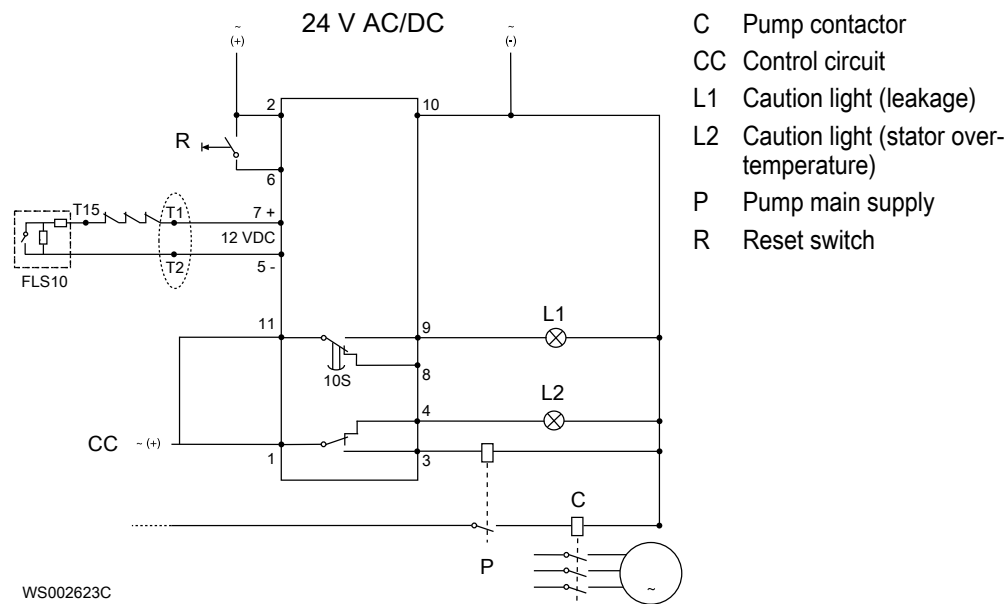 24 V AC/DC
~
(+)
~
(-)
2
10
R
6
T15
T1
7 +
12 VDC
T2
5 -
FLS10
11
9
L1
10S
8
4
L2
CC ~ (+)
1
3
C
P
~
WS002623C
C Pump contactor
CC Control circuit
L1 Caution light (leakage)
L2 Caution light (stator over-
temperature)
P Pump main supply
R Reset switch